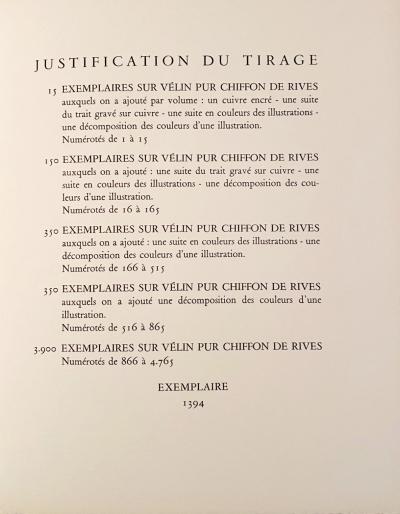 JUSTIFICATION DU TIRAGE
15 EXEMPLAIRES SUR VÉLIN PUR CHIFFON DE RIVES
auxquels on a ajouté par volume : un cuivre encré - une suite
du trait gravé sur cuivre - une suite en couleurs des illustrations -
une décomposition des couleurs d'une illustration.
Numérotés de 1 à 15
150 EXEMPLAIRES SUR VÉLIN PUR CHIFFON DE RIVES
auxquels on a ajouté : une suite du trait gravé sur cuivre - une
suite en couleurs des illustrations - une décomposition des cou-
leurs d'une illustration.
Numérotés de 16 à 165
350 EXEMPLAIRES SUR VÉLIN PUR CHIFFON DE RIVES
auxquels on a ajouté : une suite en couleurs des illustrations - une
décomposition des couleurs d'une illustration.
Numérotés de 166 à 515
350 EXEMPLAIRES SUR VÉLIN PUR CHIFFON DE RIVES
auxquels on a ajouté une décomposition des couleurs d'une
illustration.
Numérotés de 516 à 865
3.900 EXEMPLAIRES SUR VÉLIN PUR CHIFFON DE RIVES
Numérotés de 866 à 4.765
EXEMPLAIRE
1394